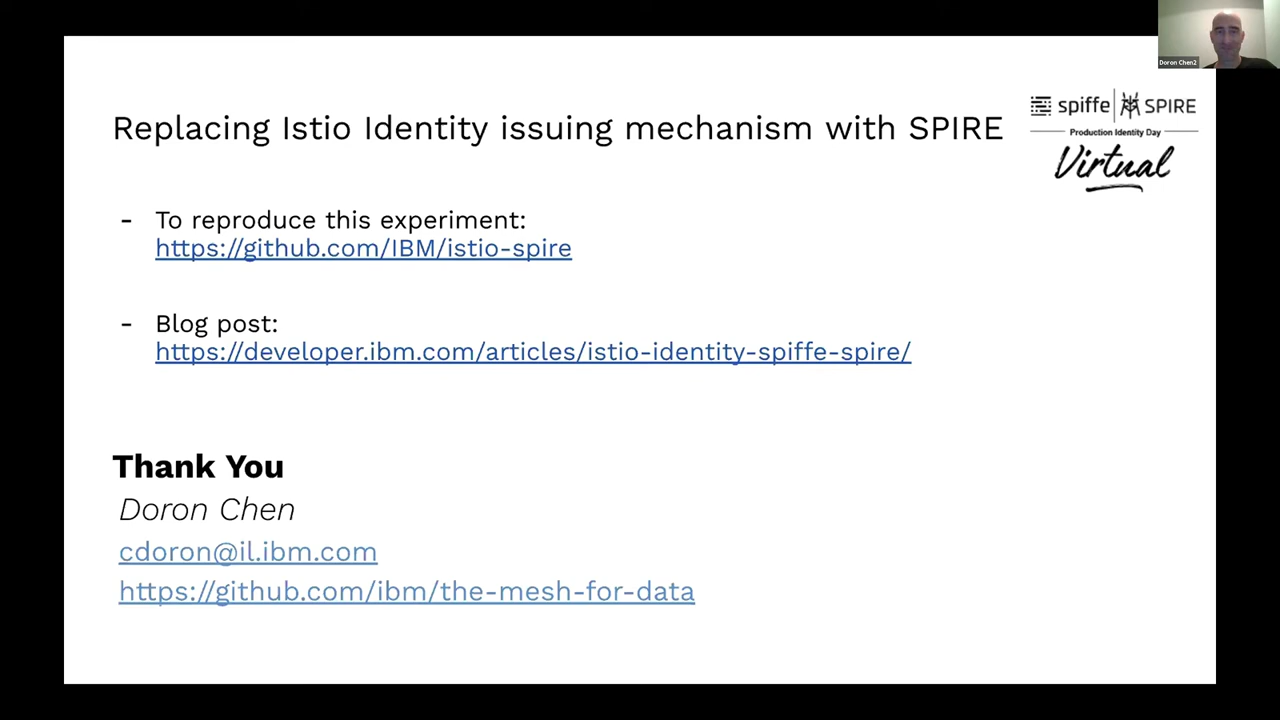 Doron Chen2
spiffe | SPIRE
Production Identity Day
Virtual
Replacing Istio Identity issuing mechanism with SPIRE
- To reproduce this experiment:
https://github.com/IBM/istio-spire
- Blog post:
https://developer.ibm.com/articles/istio-identity-spiffe-spire/
Thank You
Doron Chen
cdoron@il.ibm.com
https://github.com/ibm/the-mesh-for-data